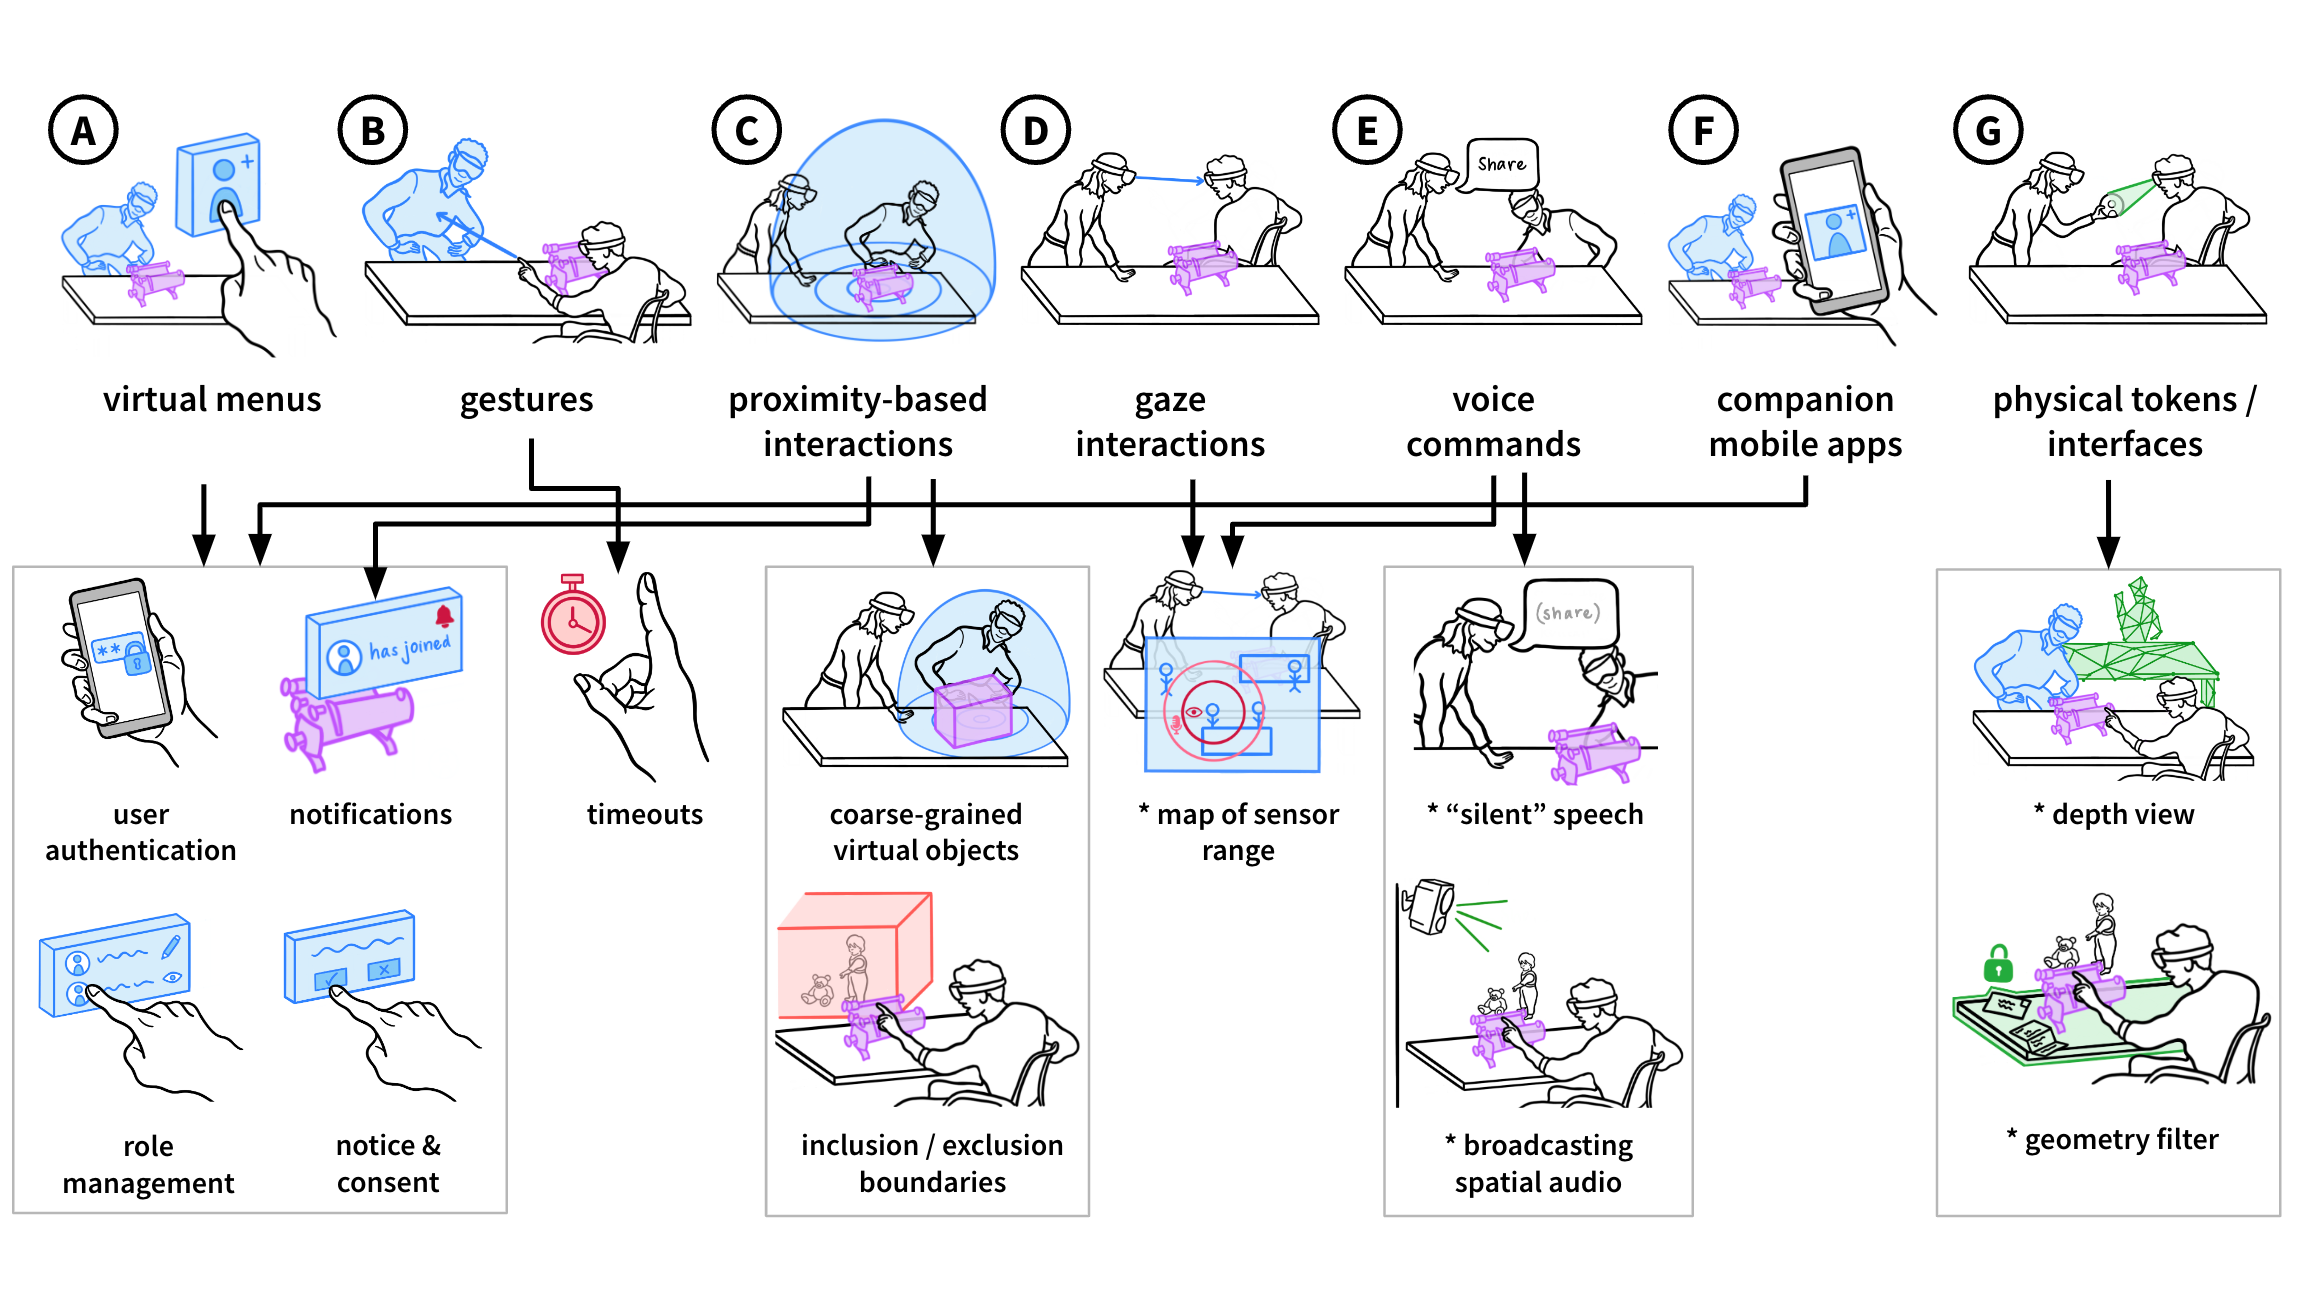 A
B
C
D
E
F
G
Share
virtual menus
gestures
proximity-based
interactions
gaze
interactions
voice
commands
companion
mobile apps
physical tokens /
interfaces
**
has joined
(share)
user
authentication
notifications
timeouts
coarse-grained
virtual objects
* map of sensor
range
* “silent” speech
* depth view
role
management
notice &
consent
inclusion / exclusion
boundaries
* broadcasting
spatial audio
* geometry filter